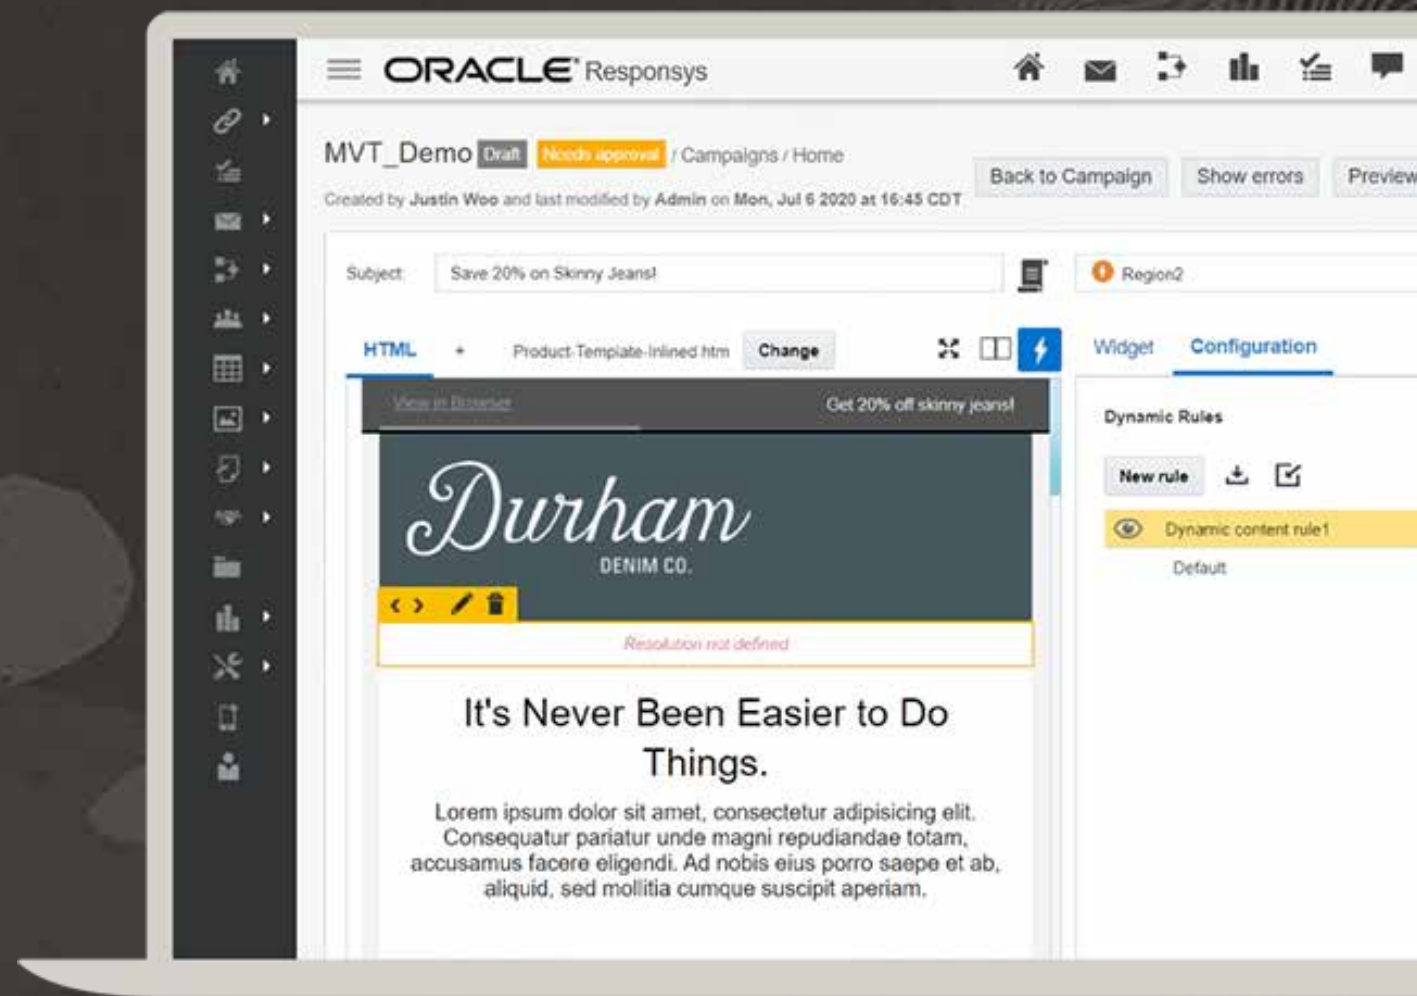 ORACLE Responsys
MVT_Demo Draft Needs approval / Campaigns / Home
Back to Campaign Show errors Preview
Created by Justin Woo and last modified by Admin on Mon, Jul 6 2020 at 16:45 CDT
Subject: Save 20% on Skinny Jeans!
Region2
HTML + Product-Template-Inlined htm Change
Widget Configuration
View in Browser Get 20% off skinny jeans!
Dynamic Rules
New rule
Durham
DENIM CO.
Dynamic content rule1
Default
Resolution not defined
It's Never Been Easier to Do
Things.
Lorem ipsum dolor sit amet, consectetur adipisicing elit.
Consequatur pariatur unde magni repudiandae totam,
accusamus facere eligendi. Ad nobis eius porro saepe et ab,
aliquid, sed mollitia cumque suscipit aperiam.